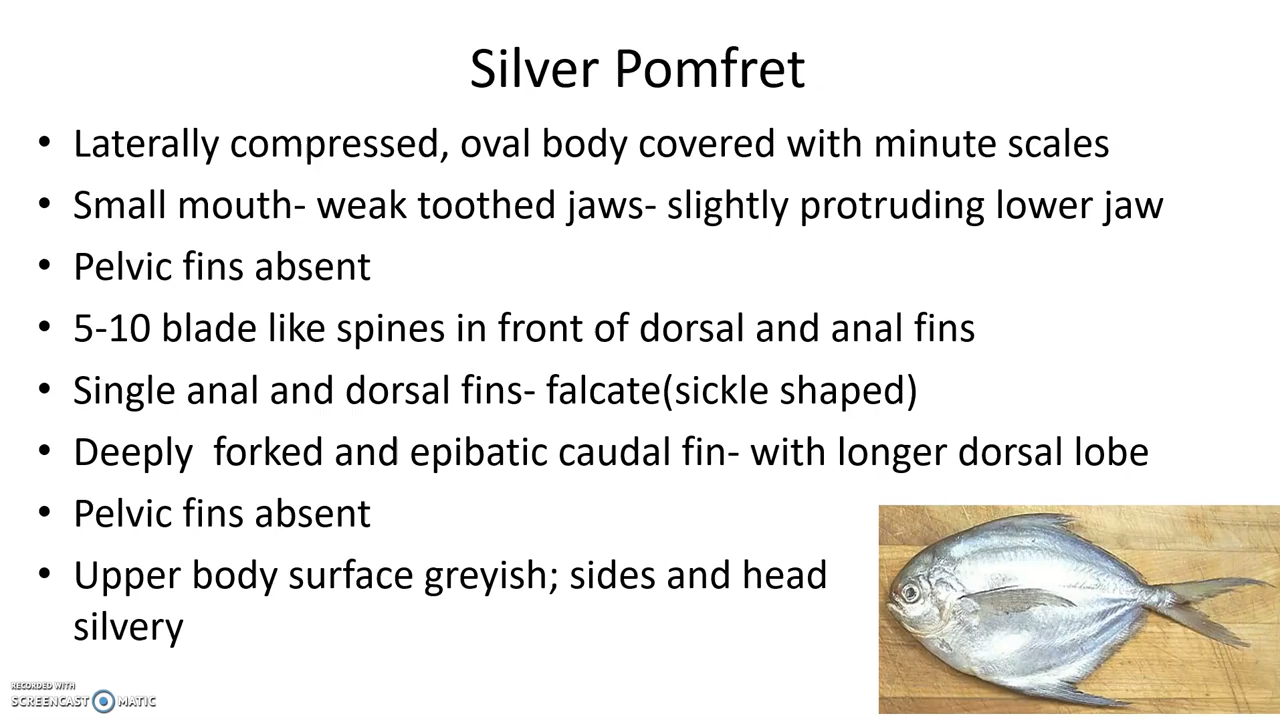 Silver Pomfret
• Laterally compressed, oval body covered with minute scales
• Small mouth- weak toothed jaws- slightly protruding lower jaw
• Pelvic fins absent
• 5-10 blade like spines in front of dorsal and anal fins
• Single anal and dorsal fins- falcate(sickle shaped)
• Deeply  forked and epibatic caudal fin- with longer dorsal lobe
• Pelvic fins absent
• Upper body surface greyish; sides and head
silvery
RECORDED WITH
SCREENCAST MATIC